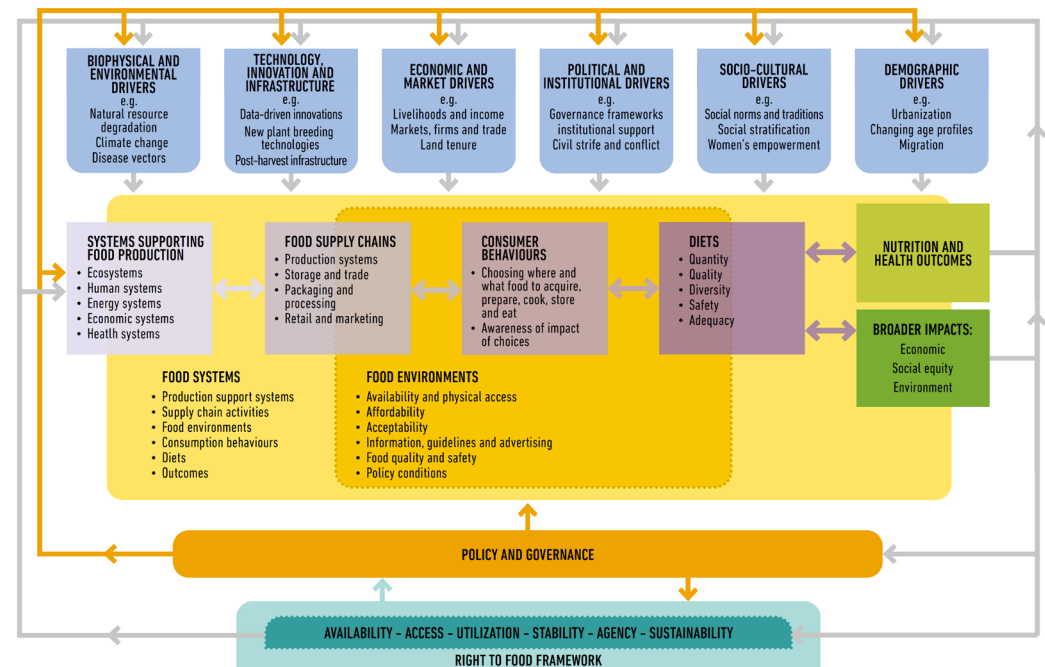 BIOPHYSICAL AND
ENVIRONMENTAL
DRIVERS
e.g.
Natural resource
degradation
Climate change
Disease vectors
TECHNOLOGY,
INNOVATION AND
INFRASTRUCTURE
e.g.
Data-driven innovations
New plant breeding
technologies
Post-harvest infrastructure
ECONOMIC AND
MARKET DRIVERS
e.g.
Livelihoods and income
Markets, firms and trade
Land tenure
POLITICAL AND
INSTITUTIONAL DRIVERS
e.g.
Governance frameworks
institutional support
Civil strife and conflict
SOCIO-CULTURAL
DRIVERS
e.g.
Social norms and traditions
Social stratification
Women's empowerment
DEMOGRAPHIC
DRIVERS
e.g.
Urbanization
Changing age profiles
Migration
SYSTEMS SUPPORTING
FOOD PRODUCTION
• Ecosystems
• Human systems
• Energy systems
• Economic systems
• Health systems
FOOD SUPPLY CHAINS
• Production systems
• Storage and trade
• Packaging and
processing
• Retail and marketing
CONSUMER
BEHAVIOURS
• Choosing where and
what food to acquire,
prepare, cook, store
and eat
• Awareness of impact
of choices
DIETS
• Quantity
• Quality
• Diversity
• Safety
• Adequacy
NUTRITION AND
HEALTH OUTCOMES
BROADER IMPACTS:
Economic
Social equity
Environment
FOOD SYSTEMS
• Production support systems
• Supply chain activities
• Food environments
• Consumption behaviours
• Diets
• Outcomes
FOOD ENVIRONMENTS
• Availability and physical access
• Affordability
• Acceptability
• Information, guidelines and advertising
• Food quality and safety
• Policy conditions
POLICY AND GOVERNANCE
AVAILABILITY – ACCESS – UTILIZATION – STABILITY – AGENCY – SUSTAINABILITY
RIGHT TO FOOD FRAMEWORK